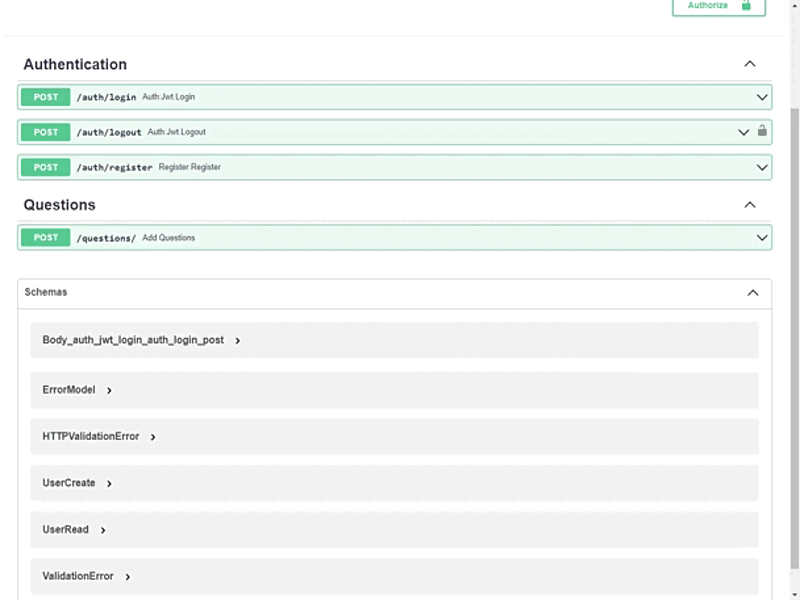 Authorize
Authentication
POST /auth/login Auth:Jwt.Login
POST /auth/logout Auth:Jwt.Logout
POST /auth/register Register:Register
Questions
POST /questions/ Add Questions
Schemas
Body_auth_jwt_login_auth_login_post
ErrorModel
HTTPValidationError
UserCreate
UserRead
ValidationError